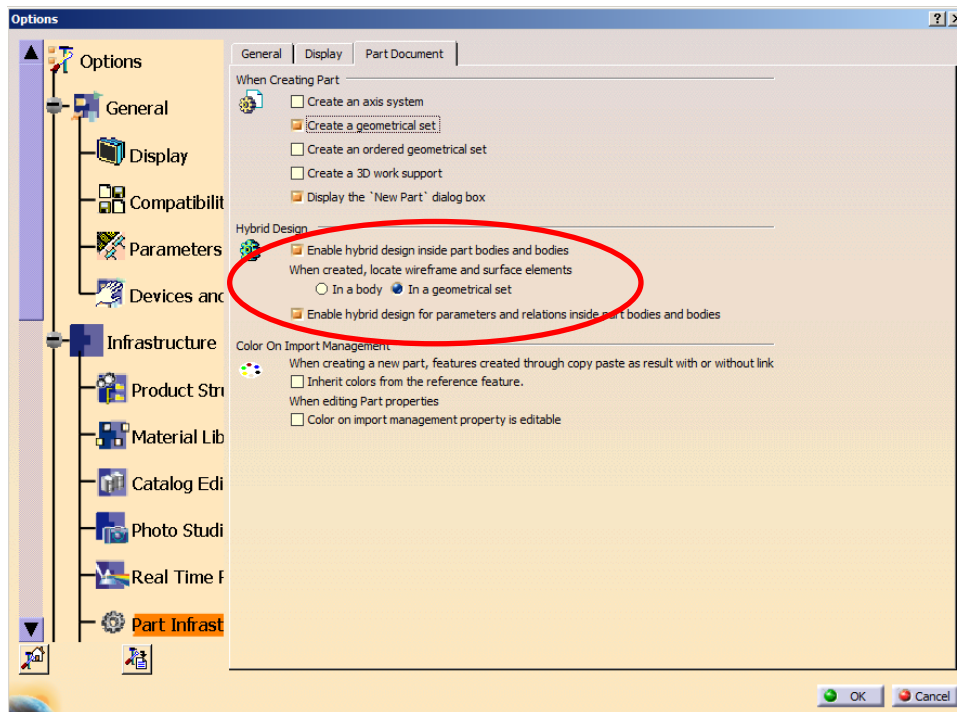 Options
Options
General
Display
Compatibilit
Parameters
Devices and
Infrastructure
Product Stru
Material Lib
Catalog Edi
Photo Studi
Real Time
Part Infrast
General Display Part Document
When Creating Part
Create an axis system
Create a geometrical set
Create an ordered geometrical set
Create a 3D work support
Display the `New Part` dialog box
Hybrid Design
Enable hybrid design inside part bodies and bodies
When created, locate wireframe and surface elements
In a body In a geometrical set
Enable hybrid design for parameters and relations inside part bodies and bodies
Color On Import Management
When creating a new part, features created through copy paste as result with or without link
Inherit colors from the reference feature.
When editing Part properties
Color on import management property is editable
OK Cancel